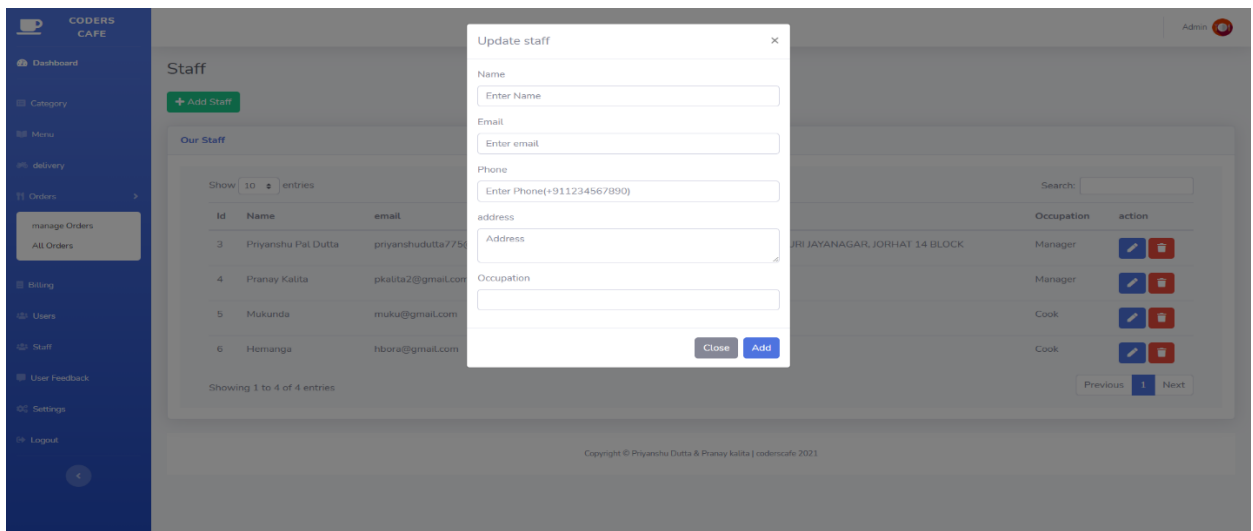 CODERS
CAFE
Dashboard
Category
Menu
delivery
Orders
manage Orders
All Orders
Billing
Users
Staff
User Feedback
Settings
Logout
Admin
Staff
+ Add Staff
Our Staff
Show 10 entries
Search:
Id Name email Occupation action
3 Priyanshu Pal Dutta priyanshudutta775@ JAYANAGAR, JORHAT 14 BLOCK Manager
4 Pranay Kalita pkalita2@gmail.com Manager
5 Mukunda muku@gmail.com Cook
6 Hemanga hbora@gmail.com Cook
Showing 1 to 4 of 4 entries
Previous 1 Next
Copyright © Priyanshu Dutta & Pranay kalita | coderscafe 2021
Update staff ×
Name
Enter Name
Email
Enter email
Phone
Enter Phone(+911234567890)
address
Address
Occupation
Close Add